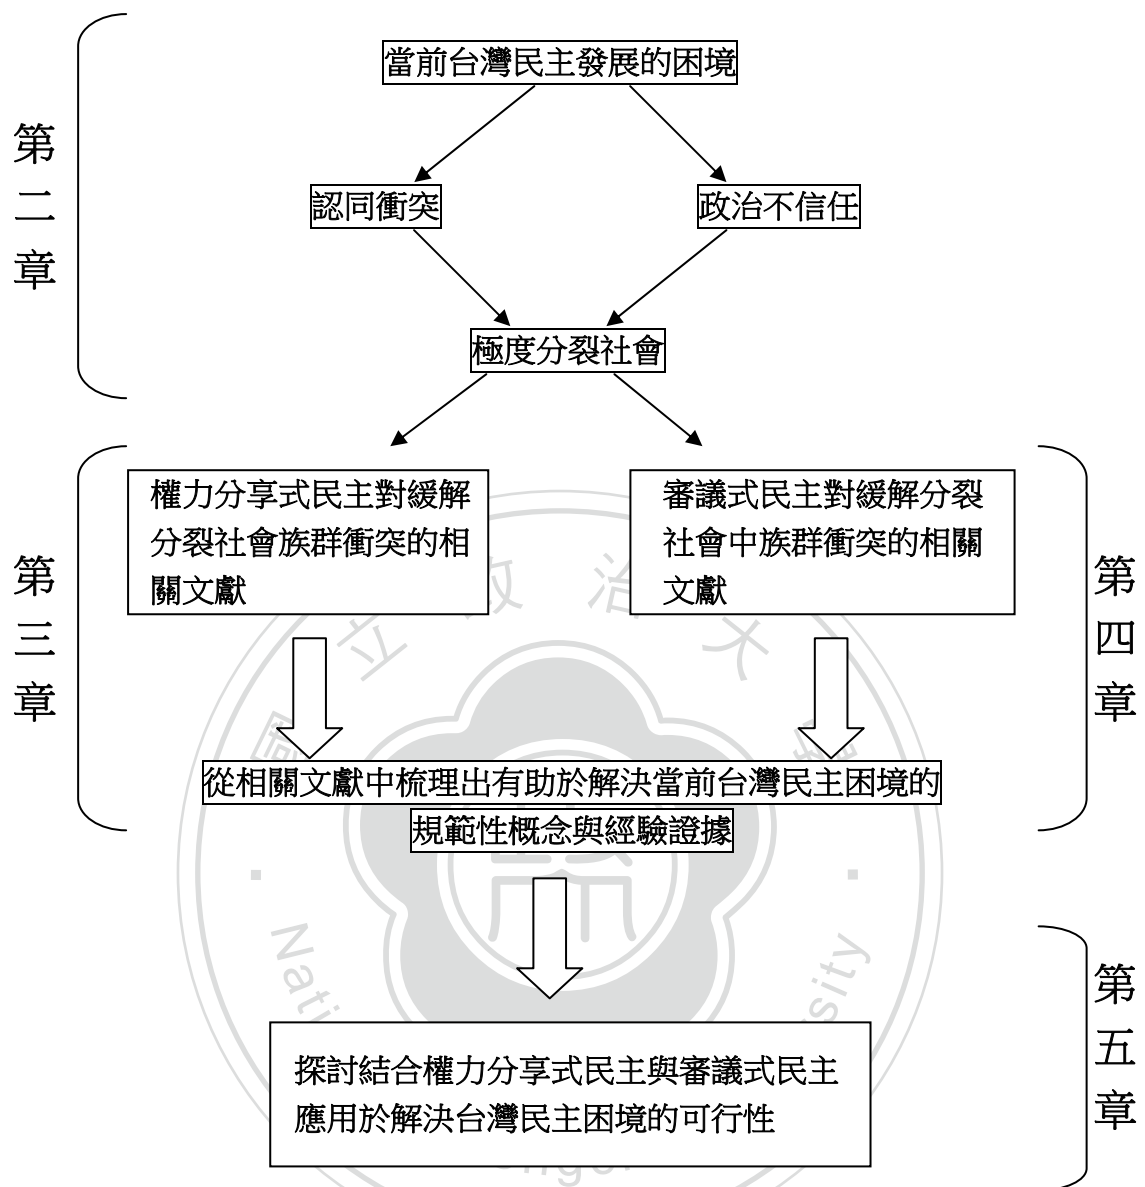 第
二
章
當前台灣民主發展的困境
認同衝突
政治不信任
極度分裂社會
第
三
章
權力分享式民主對緩解
分裂社會族群衝突的相
關文獻
審議式民主對緩解分裂
社會中族群衝突的相關
文獻
第
四
章
從相關文獻中梳理出有助於解決當前台灣民主困境的
規範性概念與經驗證據
第
五
章
探討結合權力分享式民主與審議式民主
應用於解決台灣民主困境的可行性
立 政 治 大